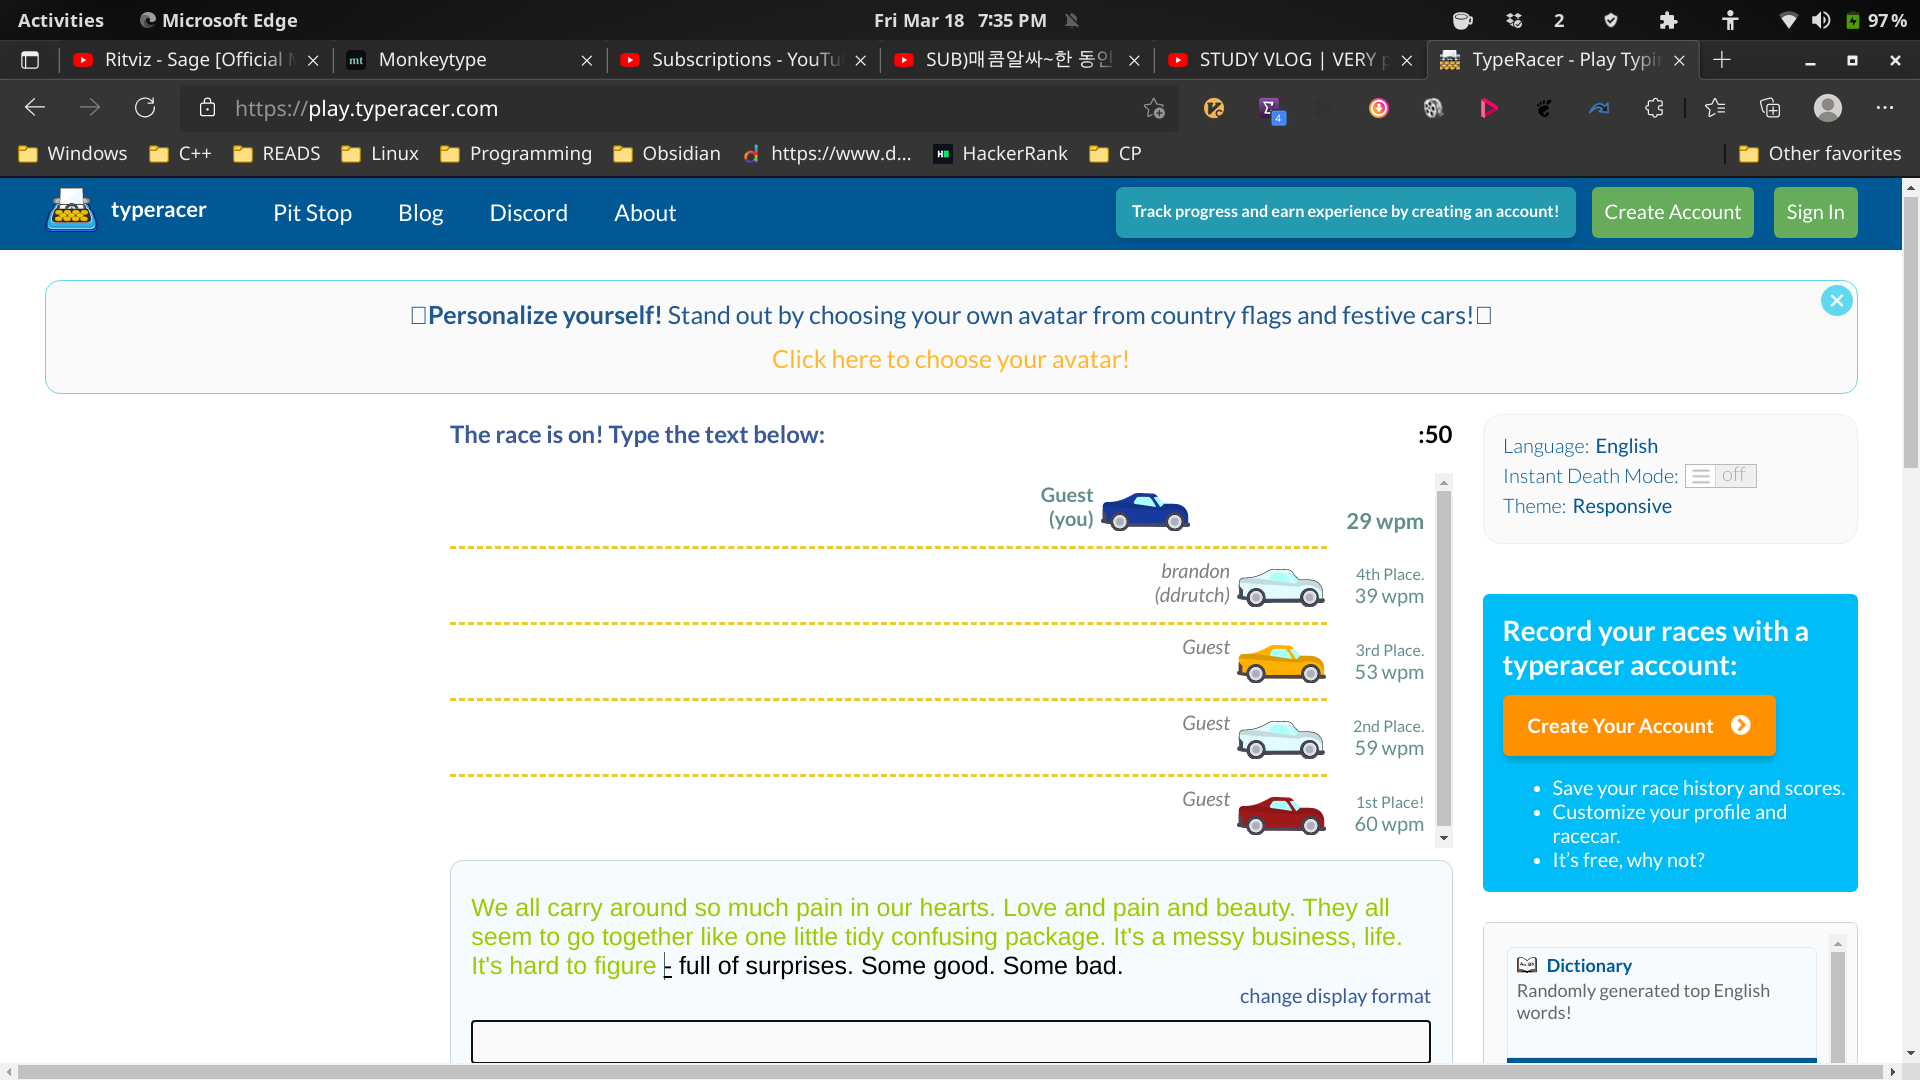 Activities
Microsoft Edge
Fri Mar 18 7:35 PM
2
97%
Ritviz - Sage [Official
mt Monkeytype
Subscriptions - YouTu
SUB)매콤알싸~한 동인
STUDY VLOG | VERY
TypeRacer - Play Typi
https://play.typeracer.com
4
Windows
C++
READS
Linux
Programming
Obsidian
https://www.d...
HackerRank
CP
Other favorites
typeracer
Pit Stop
Blog
Discord
About
Track progress and earn experience by creating an account!
Create Account
Sign In
Personalize yourself! Stand out by choosing your own avatar from country flags and festive cars!
Click here to choose your avatar!
The race is on! Type the text below:
:50
Guest
(you)
29 wpm
brandon
(ddrutch)
4th Place.
39 wpm
Guest
3rd Place.
53 wpm
Guest
2nd Place.
59 wpm
Guest
1st Place!
60 wpm
Language: English
Instant Death Mode: off
Theme: Responsive
Record your races with a
typeracer account:
Create Your Account
• Save your race history and scores.
• Customize your profile and
racecar.
• It's free, why not?
We all carry around so much pain in our hearts. Love and pain and beauty. They all
seem to go together like one little tidy confusing package. It's a messy business, life.
It's hard to figure - full of surprises. Some good. Some bad.
change display format
Dictionary
Randomly generated top English
words!